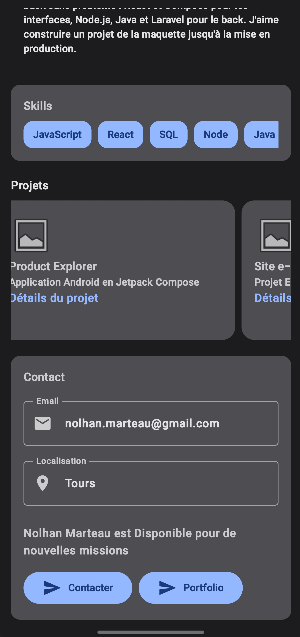 interfaces, Node.js, Java et Laravel pour le back. J'aime
construire un projet de la maquette jusqu'à la mise en
production.
Skills
JavaScript
React
SQL
Node
Java
Projets
Product Explorer
Application Android en Jetpack Compose
Détails du projet
Site e-
Projet E
Détails
Contact
Email
nolhan.marteau@gmail.com
Localisation
Tours
Nolhan Marteau est Disponible pour de
nouvelles missions
Contacter
Portfolio